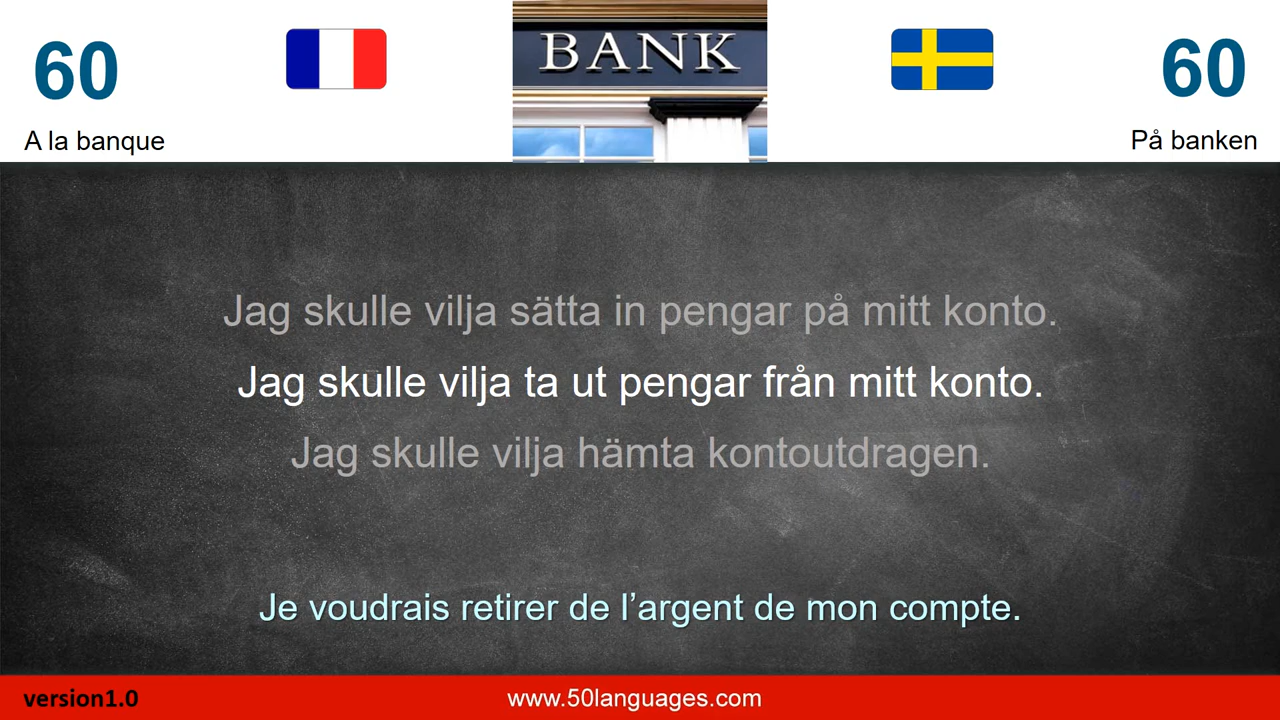 60
A la banque
BANK
60
På banken
Jag skulle vilja sätta in pengar på mitt konto.
Jag skulle vilja ta ut pengar från mitt konto.
Jag skulle vilja hämta kontoutdragen.
Je voudrais retirer de l’argent de mon compte.
version1.0
www.50languages.com